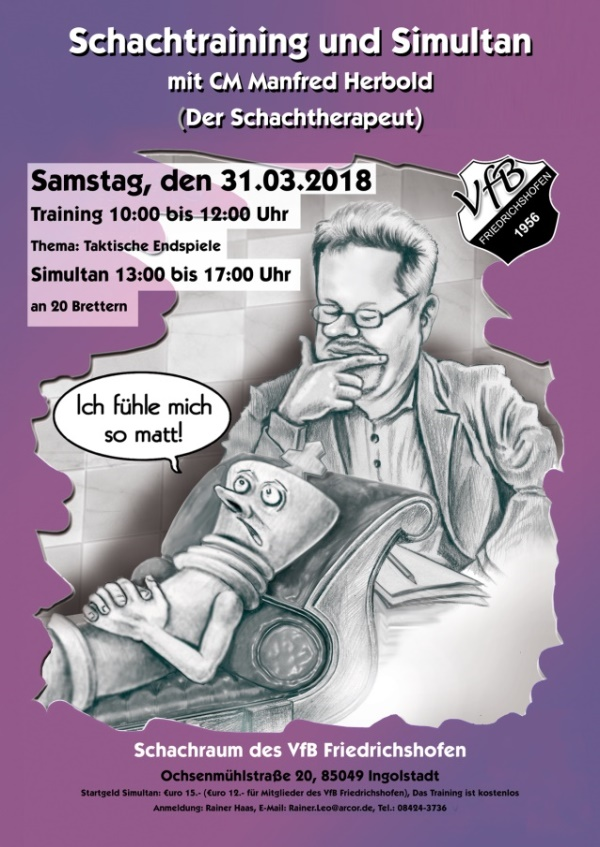 Schachtraining und Simultan
mit CM Manfred Herbold
(Der Schachtherapeut)
Samstag, den 31.03.2018
Training 10:00 bis 12:00 Uhr
Thema: Taktische Endspiele
Simultan 13:00 bis 17:00 Uhr
an 20 Brettern
VfB
FRIEDRICHSHOFEN
1956
Ich fühle mich
so matt!
Schachraum des VfB Friedrichshofen
Ochsenmühlstraße 20, 85049 Ingolstadt
Startgeld Simultan: €uro 15.- (€uro 12.- für Mitglieder des VfB Friedrichshofen), Das Training ist kostenlos
Anmeldung: Rainer Haas, E-Mail: Rainer.Leo@arcor.de, Tel.: 08424-3736